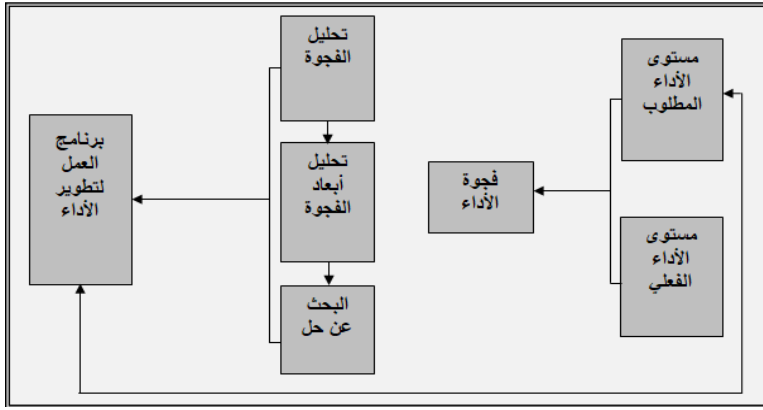 مستوى
الأداء
المطلوب
مستوى
الأداء
الفعلي
فجوة
الأداء
تحليل
الفجوة
تحليل
أبعاد
الفجوة
البحث
عن حل
برنامج
العمل
لتطوير
الأداء